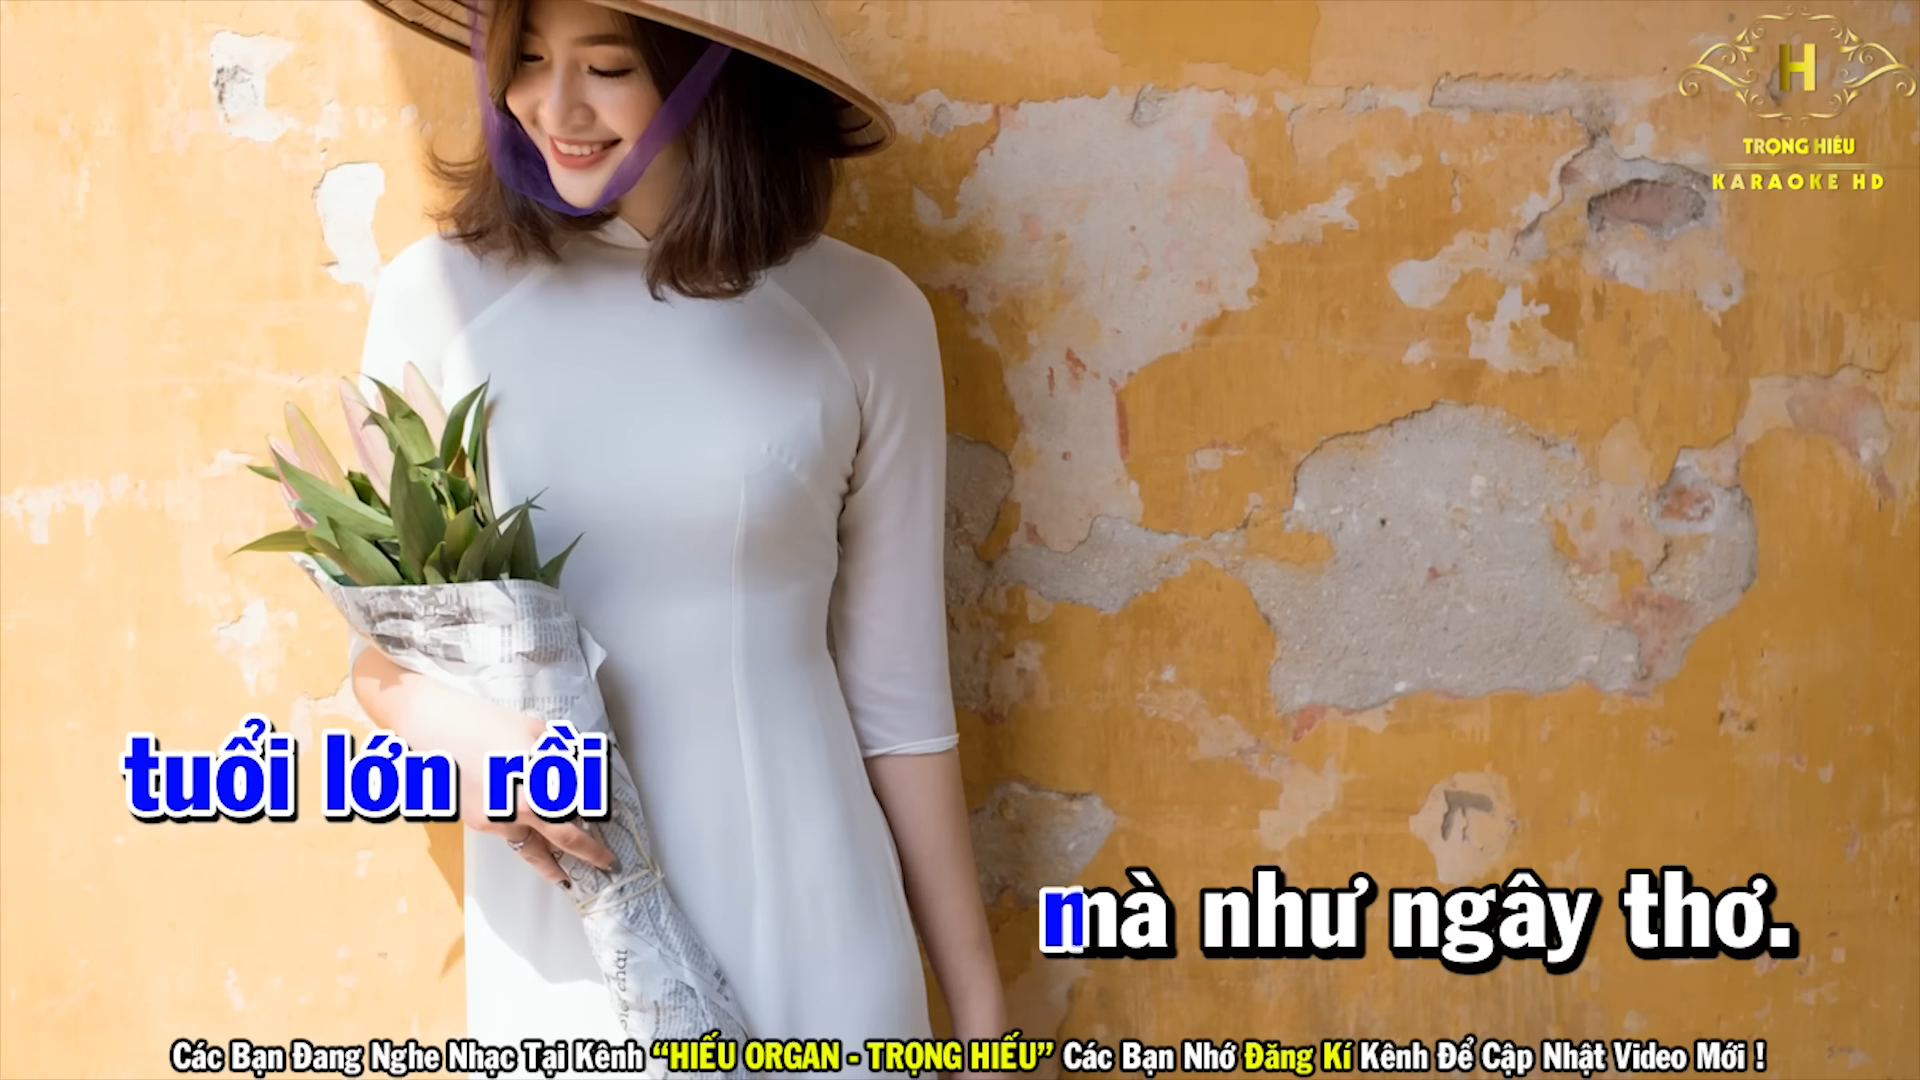 H
TRỌNG HIẾU
KARAOKE HD
tuổi lớn rồi
mà như ngây thơ.
Các Bạn Đang Nghe Nhạc Tại Kênh “HIẾU ORGAN - TRỌNG HIẾU” Các Bạn Nhớ Đăng Kí Kênh Để Cập Nhật Video Mới !